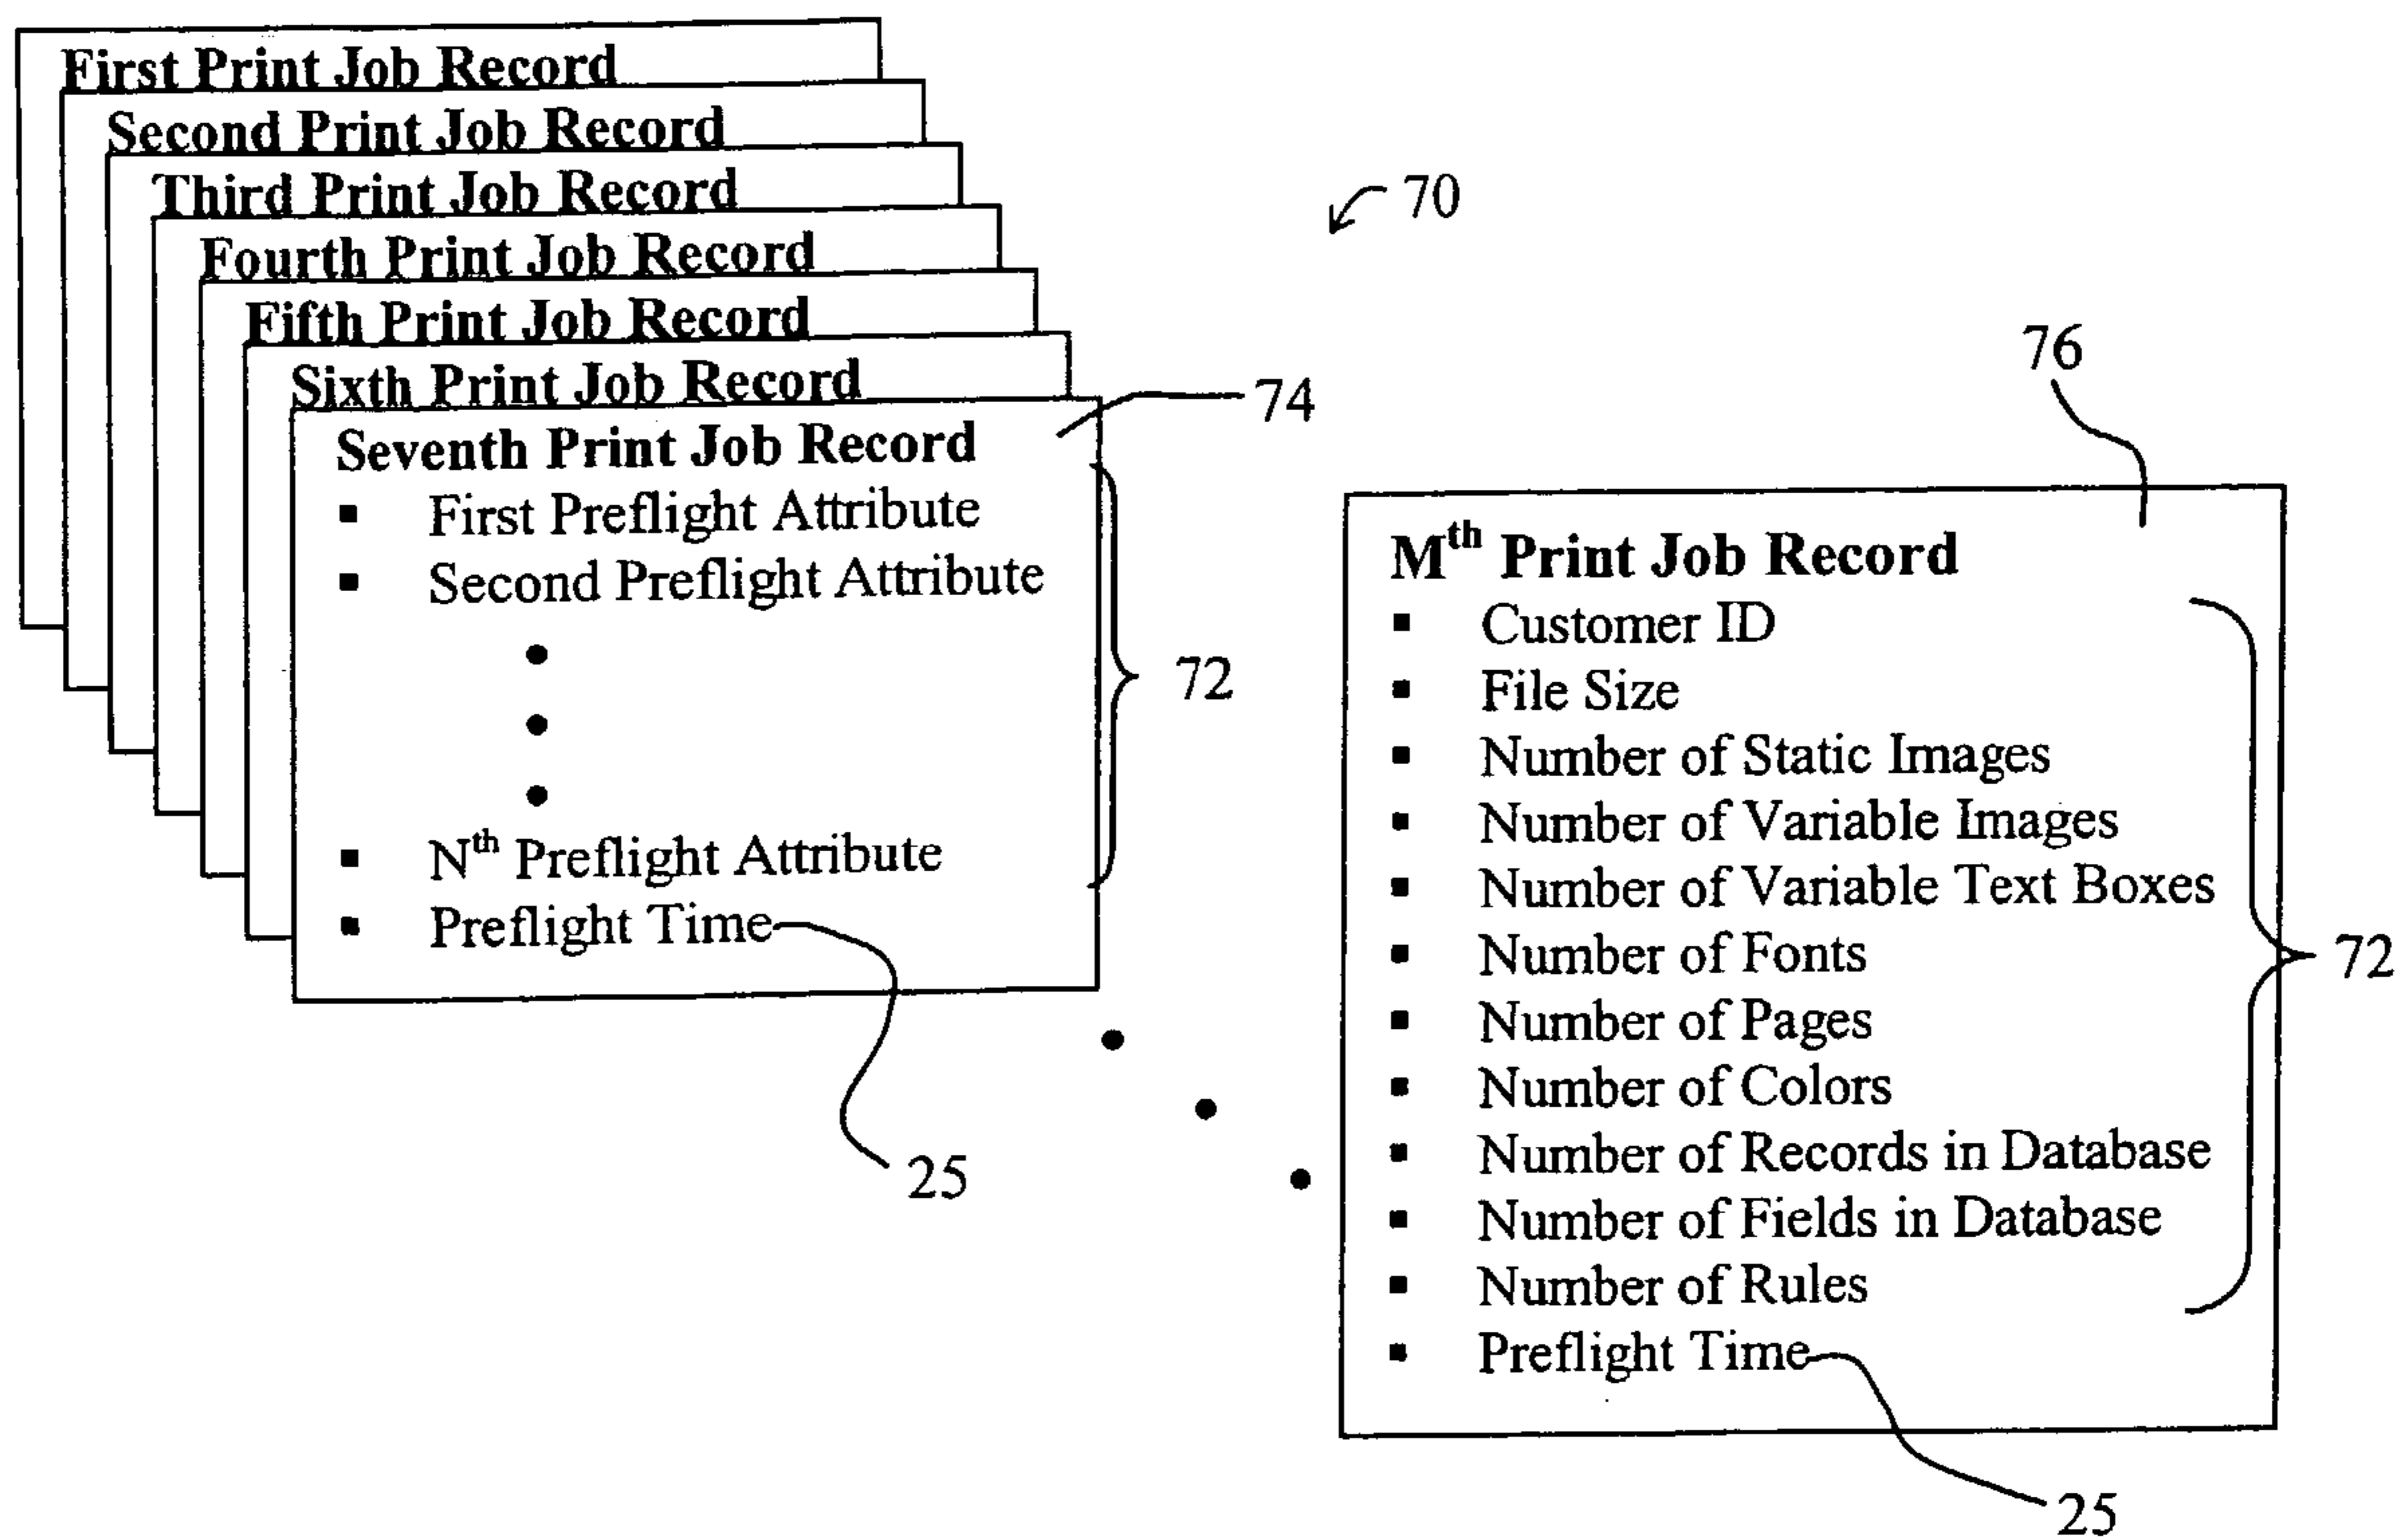 First Print Job Record
Second Print Job Record
Third Print Job Record
Fourth Print Job Record
Fifth Print Job Record
Sixth Print Job Record
Seventh Print Job Record
▪ First Preflight Attribute
▪ Second Preflight Attribute
•
•
•
▪ Nth Preflight Attribute
▪ Preflight Time
74
72
25
70
•
•
•
76
Mth Print Job Record
▪ Customer ID
▪ File Size
▪ Number of Static Images
▪ Number of Variable Images
▪ Number of Variable Text Boxes
▪ Number of Fonts
▪ Number of Pages
▪ Number of Colors
▪ Number of Records in Database
▪ Number of Fields in Database
▪ Number of Rules
▪ Preflight Time
72
25